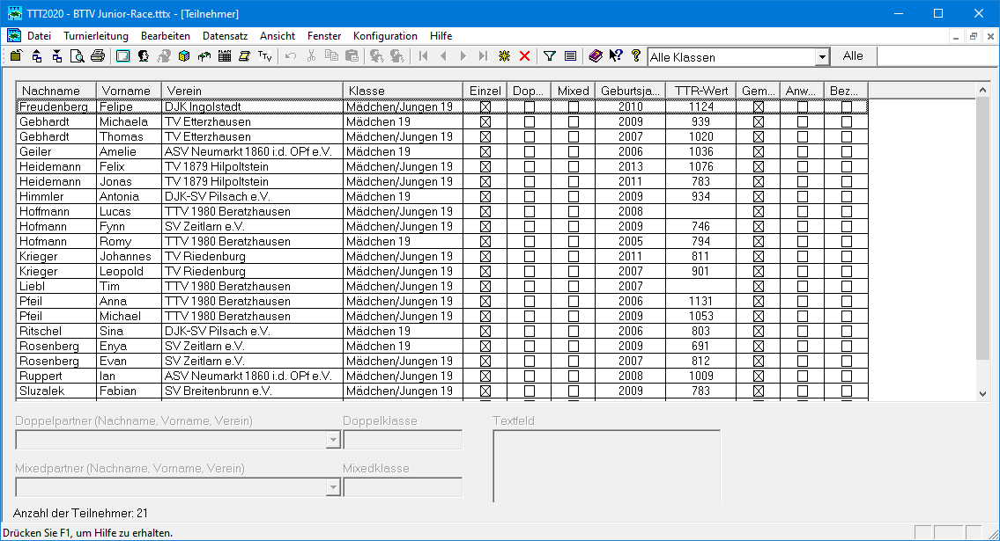 TTT2020 - BTTV Junior-Race.tttx - [Teilnehmer]
Datei Turnierleitung Bearbeiten Datensatz Ansicht Fenster Konfiguration Hilfe
TTV Alle Klassen Alle
Nachname Vorname Verein Klasse Einzel Dop... Mixed Geburtsja... TTR-Wert Gem... Anw... Bez...
Freudenberg Felipe DJK Ingolstadt Mädchen/Jungen 19 2010 1124
Gebhardt Michaela TV Etterzhausen Mädchen 19 2009 939
Gebhardt Thomas TV Etterzhausen Mädchen/Jungen 19 2007 1020
Geiler Amelie ASV Neumarkt 1860 i.d. OPf e.V. Mädchen 19 2006 1036
Heidemann Felix TV 1879 Hilpoltstein Mädchen/Jungen 19 2013 1076
Heidemann Jonas TV 1879 Hilpoltstein Mädchen/Jungen 19 2011 783
Himmler Antonia DJK-SV Pilsach e.V. Mädchen 19 2009 934
Hoffmann Lucas TTV 1980 Beratzhausen Mädchen/Jungen 19 2008
Hofmann Fynn SV Zeitlarn e.V. Mädchen/Jungen 19 2009 746
Hofmann Romy TTV 1980 Beratzhausen Mädchen 19 2005 794
Krieger Johannes TV Riedenburg Mädchen/Jungen 19 2011 811
Krieger Leopold TV Riedenburg Mädchen/Jungen 19 2007 901
Liebl Tim TTV 1980 Beratzhausen Mädchen/Jungen 19 2007
Pfeil Anna TTV 1980 Beratzhausen Mädchen/Jungen 19 2006 1131
Pfeil Michael TTV 1980 Beratzhausen Mädchen/Jungen 19 2009 1053
Ritschel Sina DJK-SV Pilsach e.V. Mädchen 19 2006 803
Rosenberg Enya SV Zeitlarn e.V. Mädchen 19 2009 691
Rosenberg Evan SV Zeitlarn e.V. Mädchen/Jungen 19 2007 812
Ruppert Ian ASV Neumarkt 1860 i.d. OPf e.V. Mädchen/Jungen 19 2008 1009
Sluzalek Fabian SV Breitenbrunn e.V. Mädchen/Jungen 19 2009 783
Doppelpartner (Nachname, Vorname, Verein) Doppelklasse Textfeld
Mixedpartner (Nachname, Vorname, Verein) Mixedklasse
Anzahl der Teilnehmer: 21
Drücken Sie F1, um Hilfe zu erhalten.